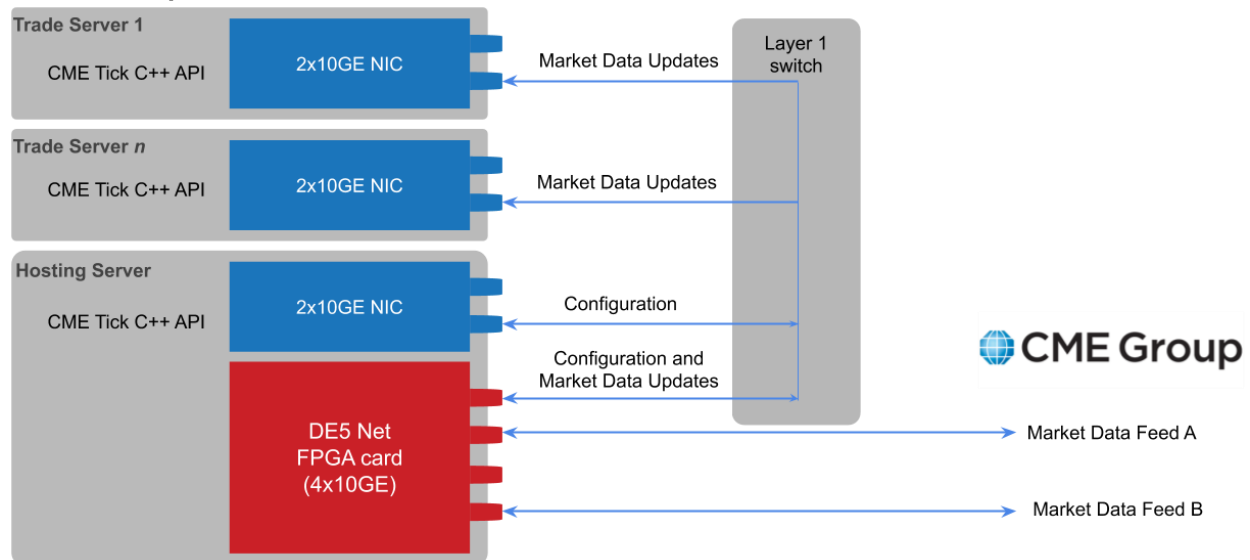 Trade Server 1
CME Tick C++ API
2x10GE NIC
Market Data Updates
Layer 1
switch
Trade Server n
CME Tick C++ API
2x10GE NIC
Market Data Updates
Hosting Server
CME Tick C++ API
2x10GE NIC
Configuration
Configuration and
Market Data Updates
DE5 Net
FPGA card
(4x10GE)
CME Group
Market Data Feed A
Market Data Feed B